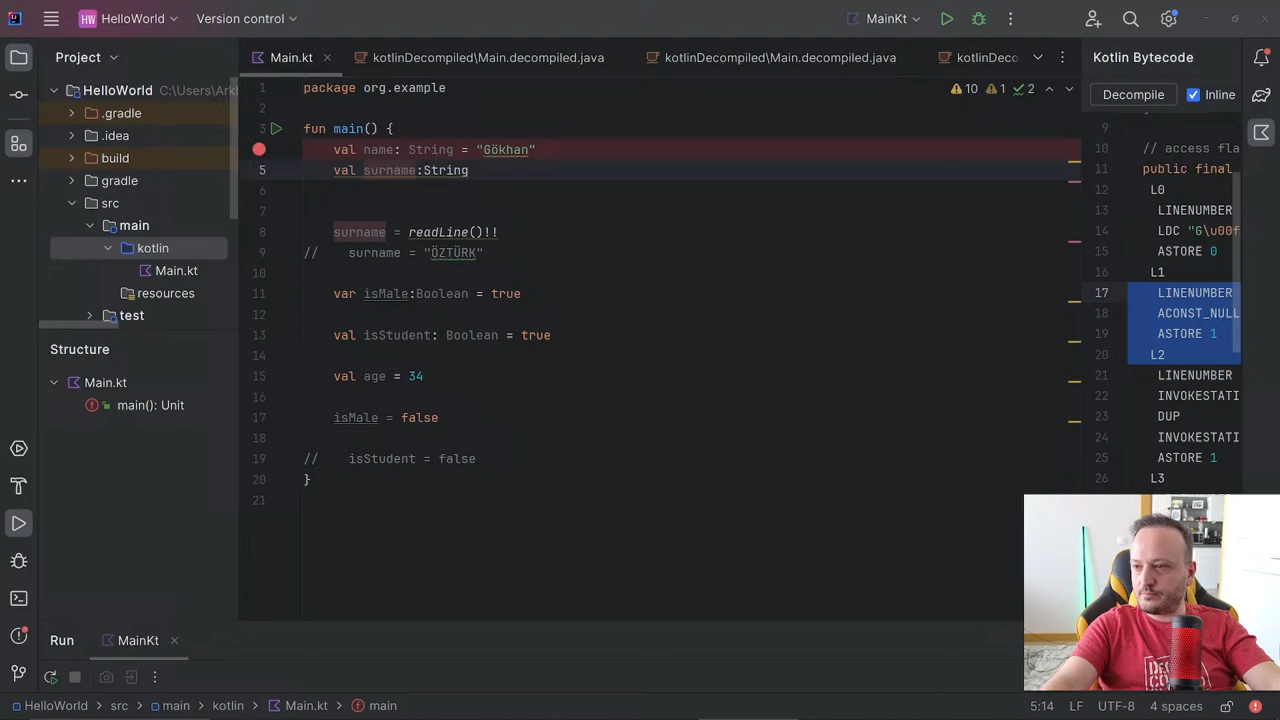 HW HelloWorld Version control MainKt
Project
Main.kt kotlinDecompiled\Main.decompiled.java kotlinDecompiled\Main.decompiled.java kotlinDeco Kotlin Bytecode
HelloWorld C:\Users\Ark
.gradle
.idea
build
gradle
src
main
kotlin
Main.kt
resources
test
Structure
Main.kt
main(): Unit
10 1 2
1 package org.example
2
3 fun main() {
val name: String = "Gökhan"
5 val surname:String
6
7
8 surname = readLine()!!
9 // surname = "ÖZTÜRK"
10
11 var isMale:Boolean = true
12
13 val isStudent: Boolean = true
14
15 val age = 34
16
17 isMale = false
18
19 // isStudent = false
20 }
21
Decompile Inline
9
10 // access fla
11 public final
12 L0
13 LINENUMBER
14 LDC "G\u00f
15 ASTORE 0
16 L1
17 LINENUMBER
18 ACONST_NULL
19 ASTORE 1
20 L2
21 LINENUMBER
22 INVOKESTATI
23 DUP
24 INVOKESTATI
25 ASTORE 1
26 L3
Run MainKt
HelloWorld src main kotlin Main.kt main 5:14 LF UTF-8 4 spaces